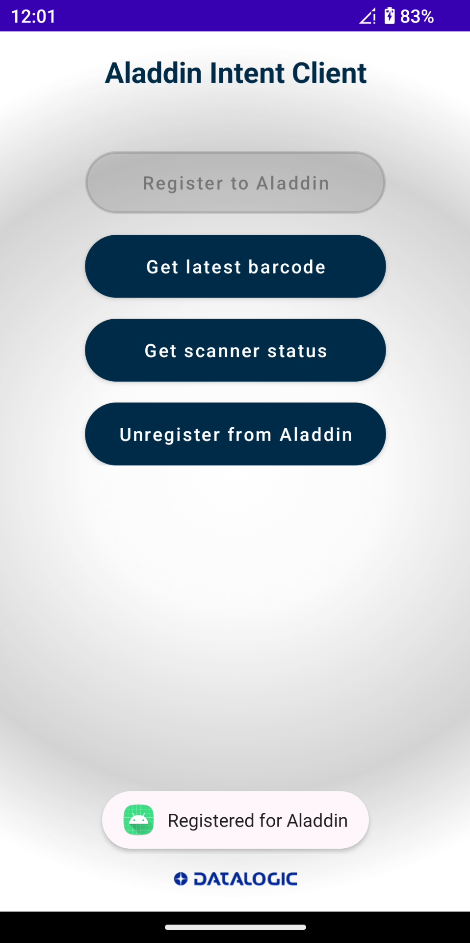 12:01
83%
Aladdin Intent Client
Register to Aladdin
Get latest barcode
Get scanner status
Unregister from Aladdin
Registered for Aladdin
DATALOGIC